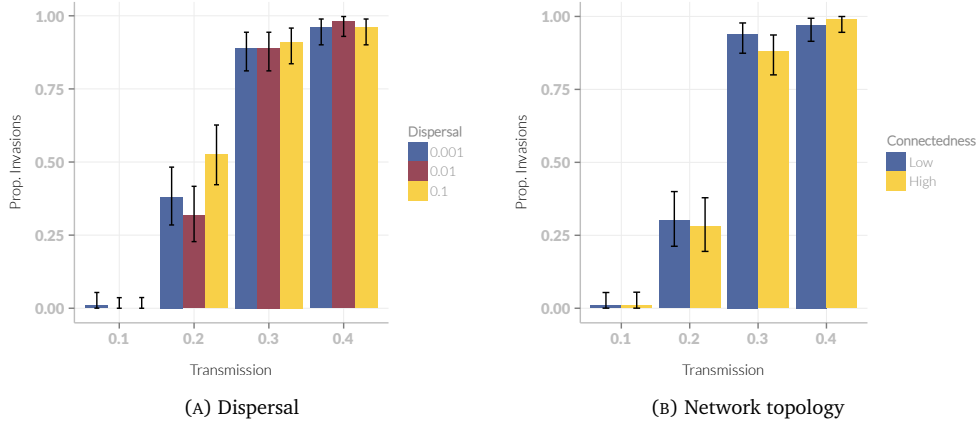 1.00
0.75
0.50
0.25
0.00
Prop. Invasions
0.1 0.2 0.3 0.4
Transmission
Dispersal
0.001
0.01
0.1
(A) Dispersal
1.00
0.75
0.50
0.25
0.00
Prop. Invasions
0.1 0.2 0.3 0.4
Transmission
Connectedness
Low
High
(B) Network topology